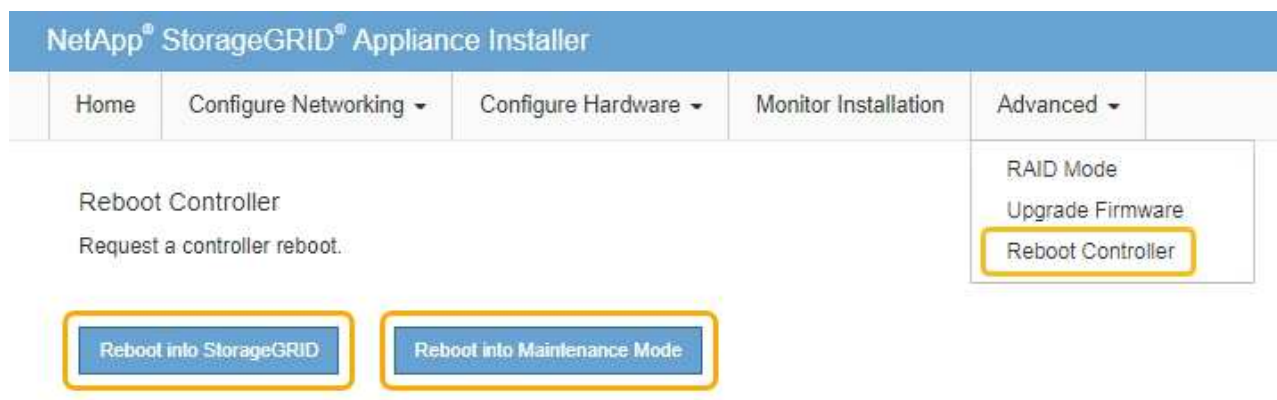 NetApp® StorageGRID® Appliance Installer
Home Configure Networking Configure Hardware Monitor Installation Advanced
RAID Mode
Upgrade Firmware
Reboot Controller
Reboot Controller
Request a controller reboot.
Reboot into StorageGRID Reboot into Maintenance Mode